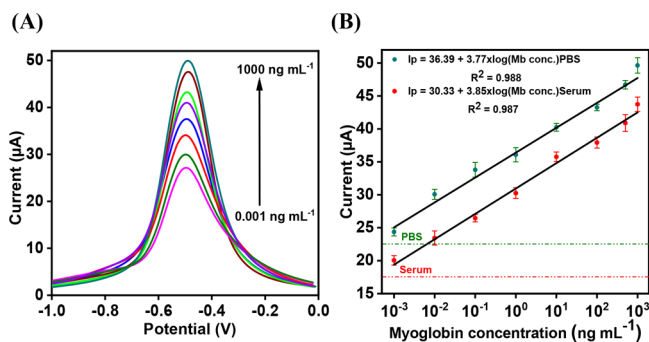 (A)
50
40
30
20
10
0
Current (µA)
1000 ng mL⁻¹
0.001 ng mL⁻¹
-1.0 -0.8 -0.6 -0.4 -0.2 0.0
Potential (V)
(B)
50
45
40
35
30
25
20
15
Current (µA)
Ip = 36.39 + 3.77xlog(Mb conc.)PBS
R² = 0.988
Ip = 30.33 + 3.85xlog(Mb conc.)Serum
R² = 0.987
PBS
Serum
10⁻³ 10⁻² 10⁻¹ 10⁰ 10¹ 10² 10³
Myoglobin concentration (ng mL⁻¹)